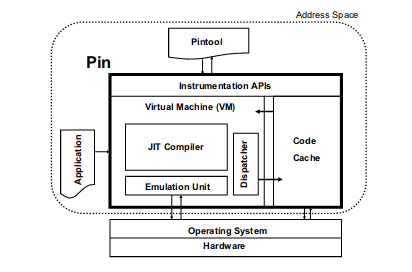 Address Space
Pintool
Pin
Instrumentation APIs
Virtual Machine (VM)
JIT Compiler
Emulation Unit
Dispatcher
Code
Cache
Application
Operating System
Hardware